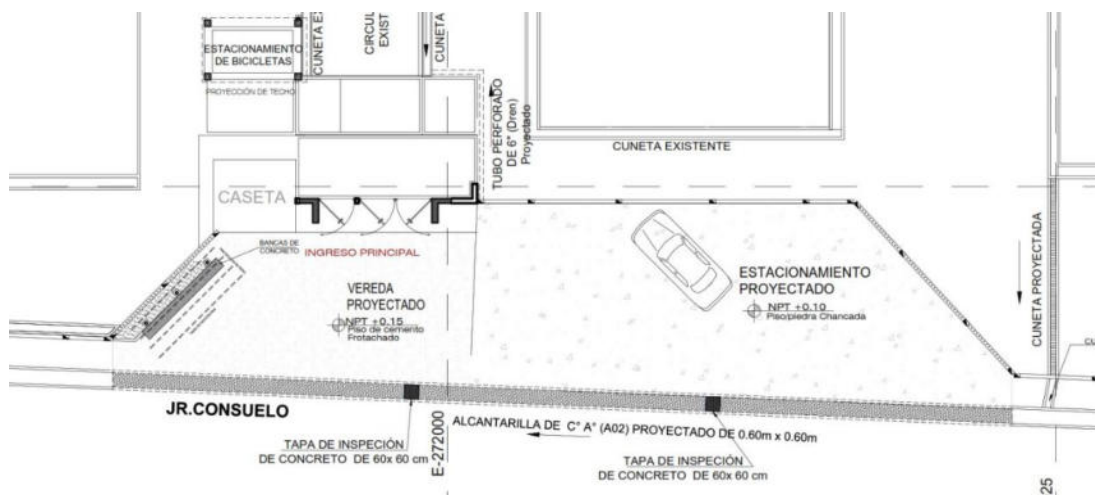 ESTACIONAMIENTO
DE BICICLETAS
PROYECCIÓN DE TECHO
CUNETA EX
CIRCUL
EXIST
CUNETA
TUBO PERFORADO
DE 6" (Dren)
Proyectado
CUNETA EXISTENTE
CASETA
BANCAS DE
CONCRETO
INGRESO PRINCIPAL
VEREDA
PROYECTADO
NPT +0.15
Piso de cemento
Frotachado
ESTACIONAMIENTO
PROYECTADO
NPT +0.10
Piso/piedra Chancada
CUNETA PROYECTADA
CU
JR.CONSUELO
TAPA DE INSPECIÓN
DE CONCRETO DE 60x 60 cm
E-272000
ALCANTARILLA DE C° A° (A02) PROYECTADO DE 0.60m x 0.60m
TAPA DE INSPECIÓN
DE CONCRETO DE 60x 60 cm
25